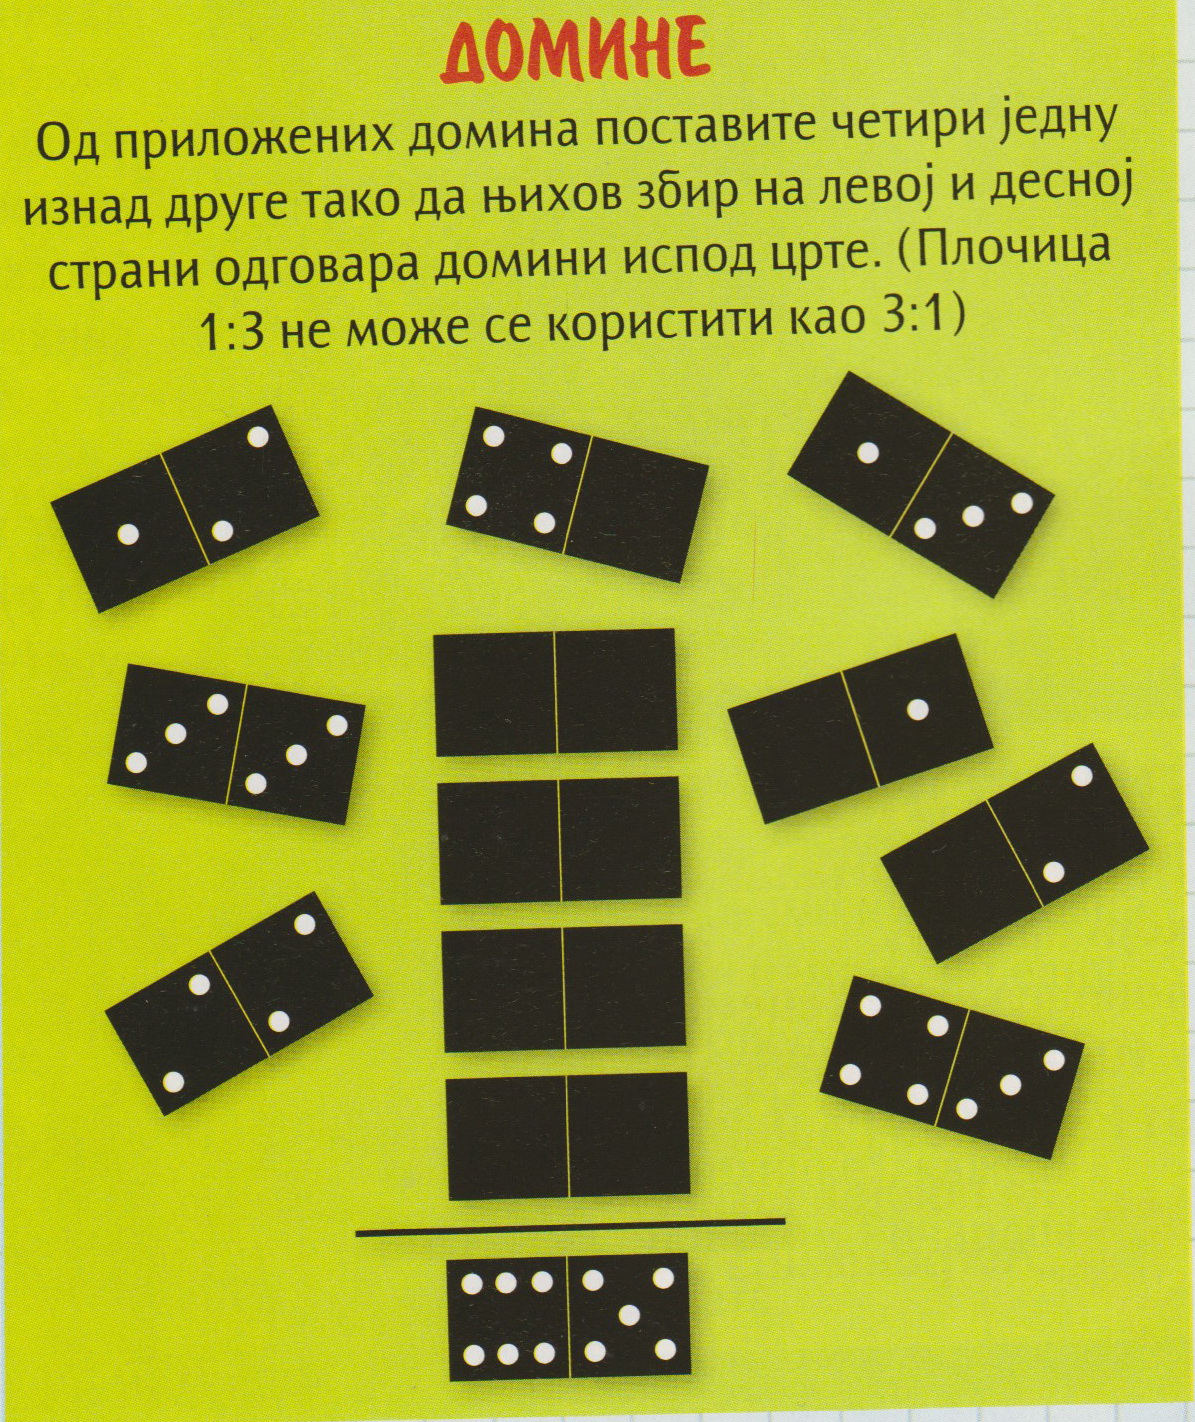 ДОМИНЕ
Од приложених домина поставите четири једну
изнад друге тако да њихов збир на левој и десној
страни одговара домини испод црте. (Плочица
1:3 не може се користити као 3:1)